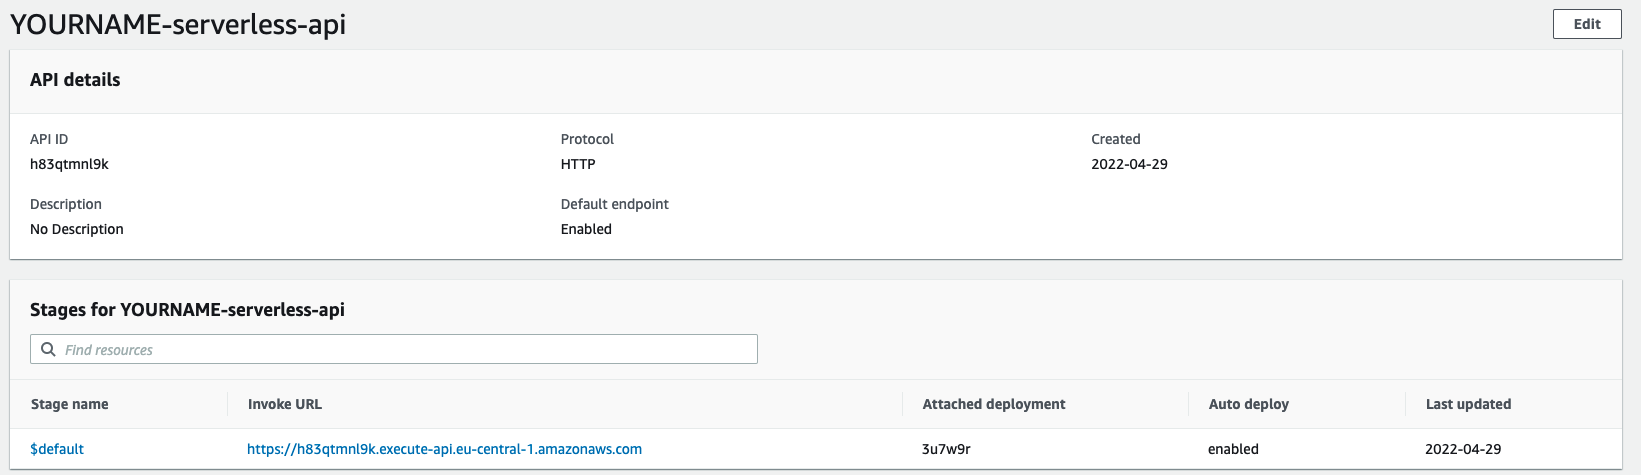 YOURNAME-serverless-api
Edit
API details
API ID Protocol Created
h83qtmnl9k HTTP 2022-04-29
Description Default endpoint
No Description Enabled
Stages for YOURNAME-serverless-api
Find resources
Stage name Invoke URL Attached deployment Auto deploy Last updated
$default https://h83qtmnl9k.execute-api.eu-central-1.amazonaws.com 3u7w9r enabled 2022-04-29